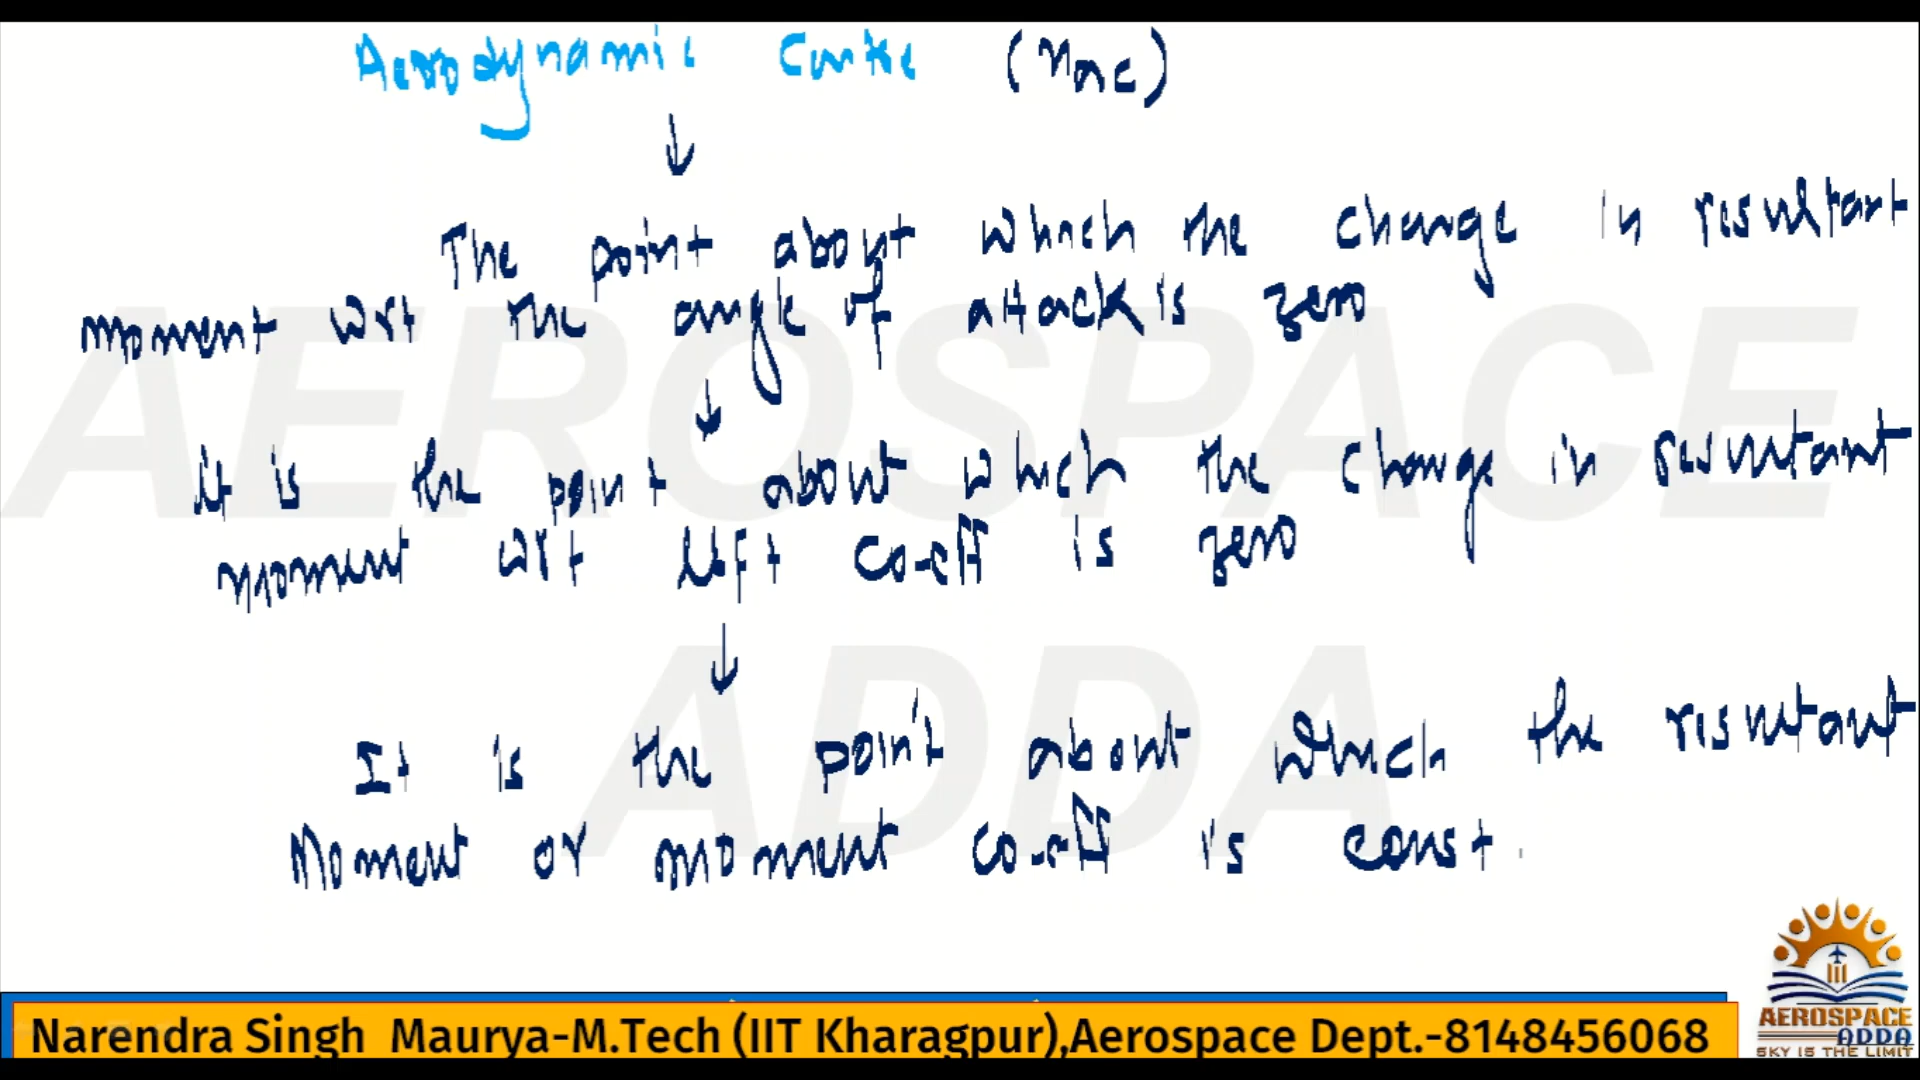 Aerodynamic Centre (xac)
↓
The point about which the change in resultant
moment wrt the angle of attack is zero
↓
it is the point about which the change in resultant
moment wrt lift co-eff is zero
↓
It is the point about which the resultant
Moment or moment co-eff is const.
AEROSPACE
ADDA
Narendra Singh Maurya-M.Tech (IIT Kharagpur),Aerospace Dept.-8148456068
AEROSPACE
ADDA
SKY IS THE LIMIT